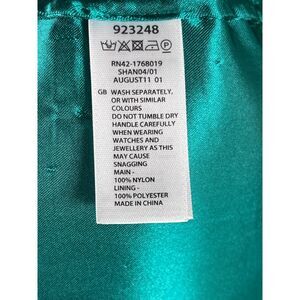 923248
RN42-1768019
SHAN04/01
AUGUST11 01
GB WASH SEPARATELY,
OR WITH SIMILAR
COLOURS
DO NOT TUMBLE DRY
HANDLE CAREFULLY
WHEN WEARING
WATCHES AND
JEWELLERY AS THIS
MAY CAUSE
SNAGGING
MAIN -
100% NYLON
LINING -
100% POLYESTER
MADE IN CHINA